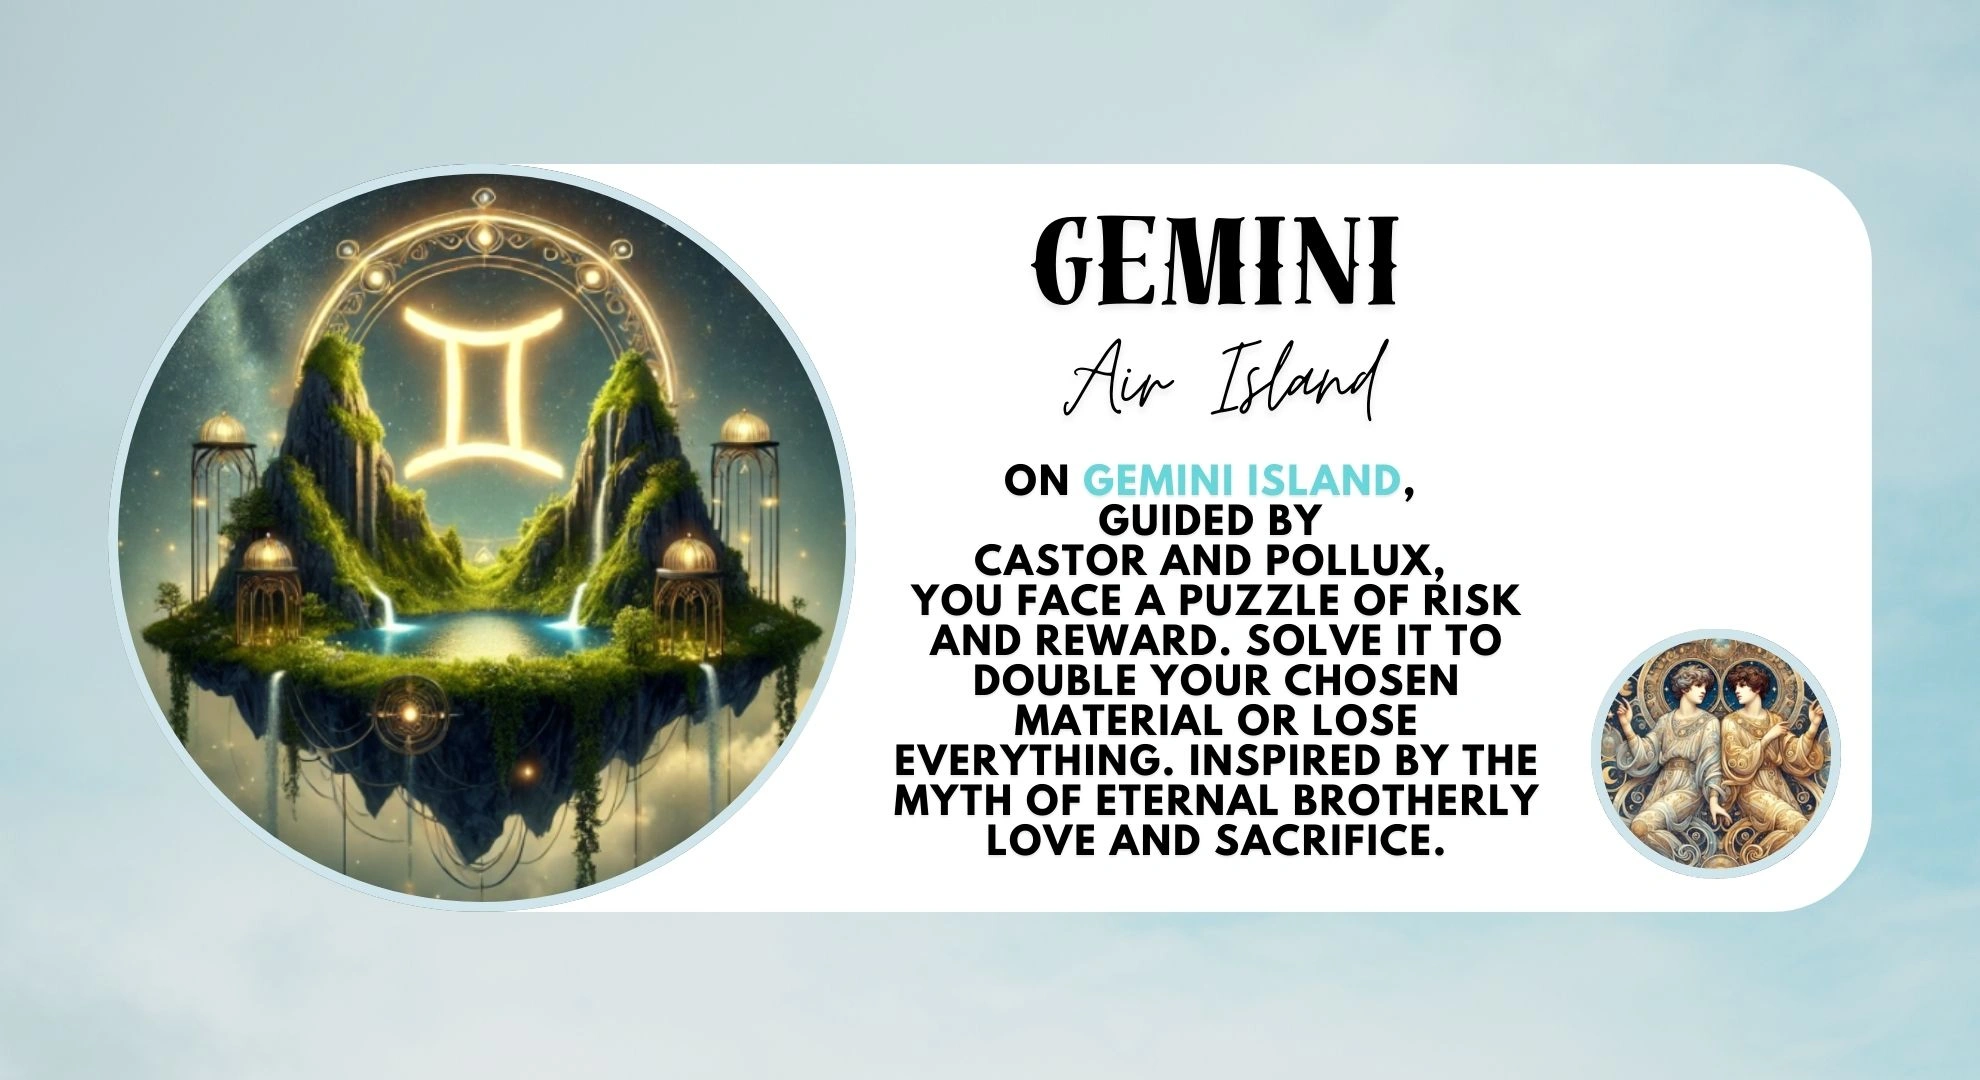 GEMINI
Air Island
ON GEMINI ISLAND,
GUIDED BY
CASTOR AND POLLUX,
YOU FACE A PUZZLE OF RISK
AND REWARD. SOLVE IT TO
DOUBLE YOUR CHOSEN
MATERIAL OR LOSE
EVERYTHING. INSPIRED BY THE
MYTH OF ETERNAL BROTHERLY
LOVE AND SACRIFICE.